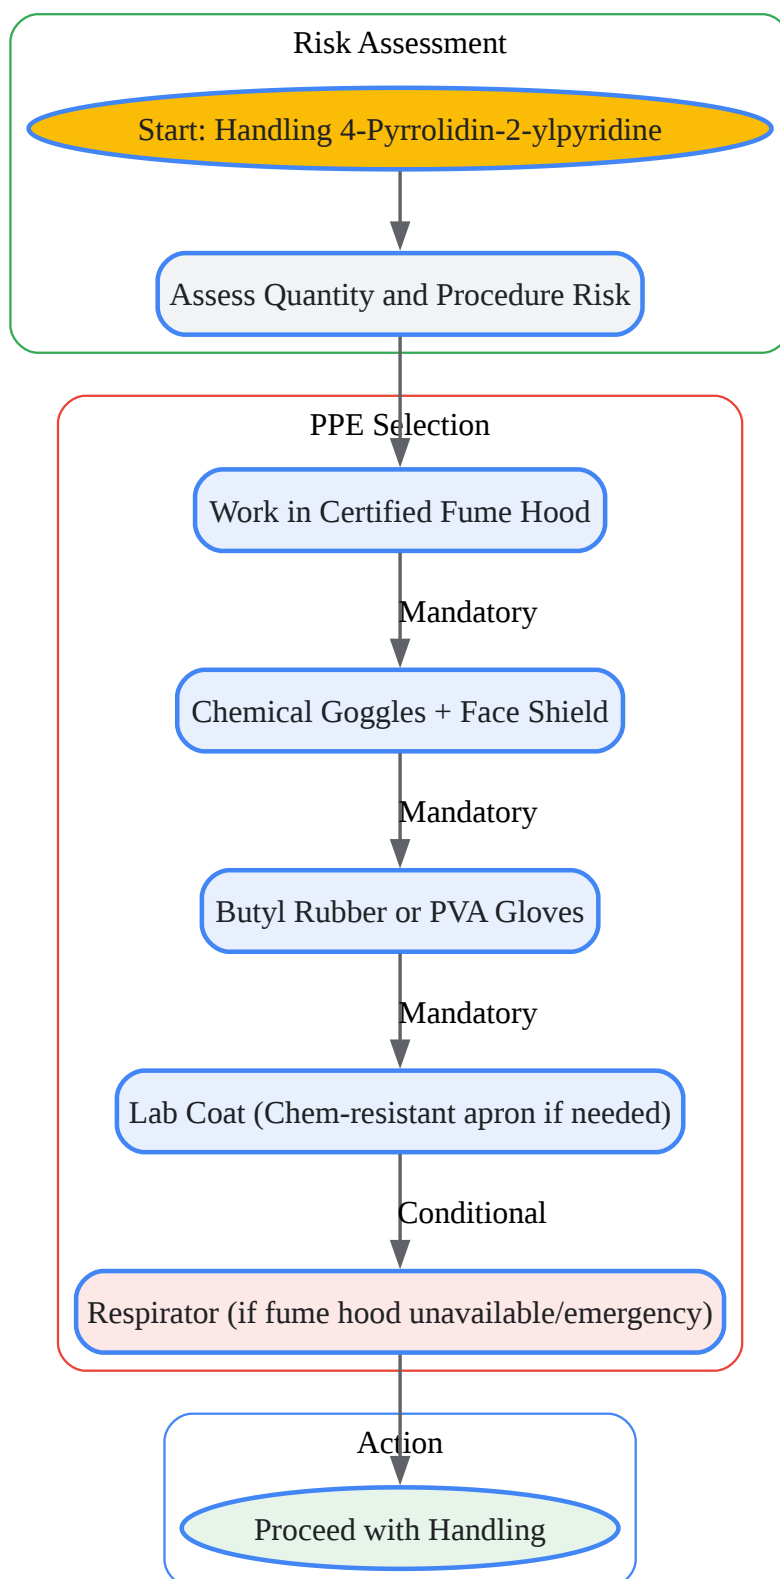 Risk Assessment
Start: Handling 4-Pyrrolidin-2-ylpyridine
Assess Quantity and Procedure Risk
PPE Selection
Work in Certified Fume Hood
Mandatory
Chemical Goggles + Face Shield
Mandatory
Butyl Rubber or PVA Gloves
Mandatory
Lab Coat (Chem-resistant apron if needed)
Conditional
Respirator (if fume hood unavailable/emergency)
Action
Proceed with Handling